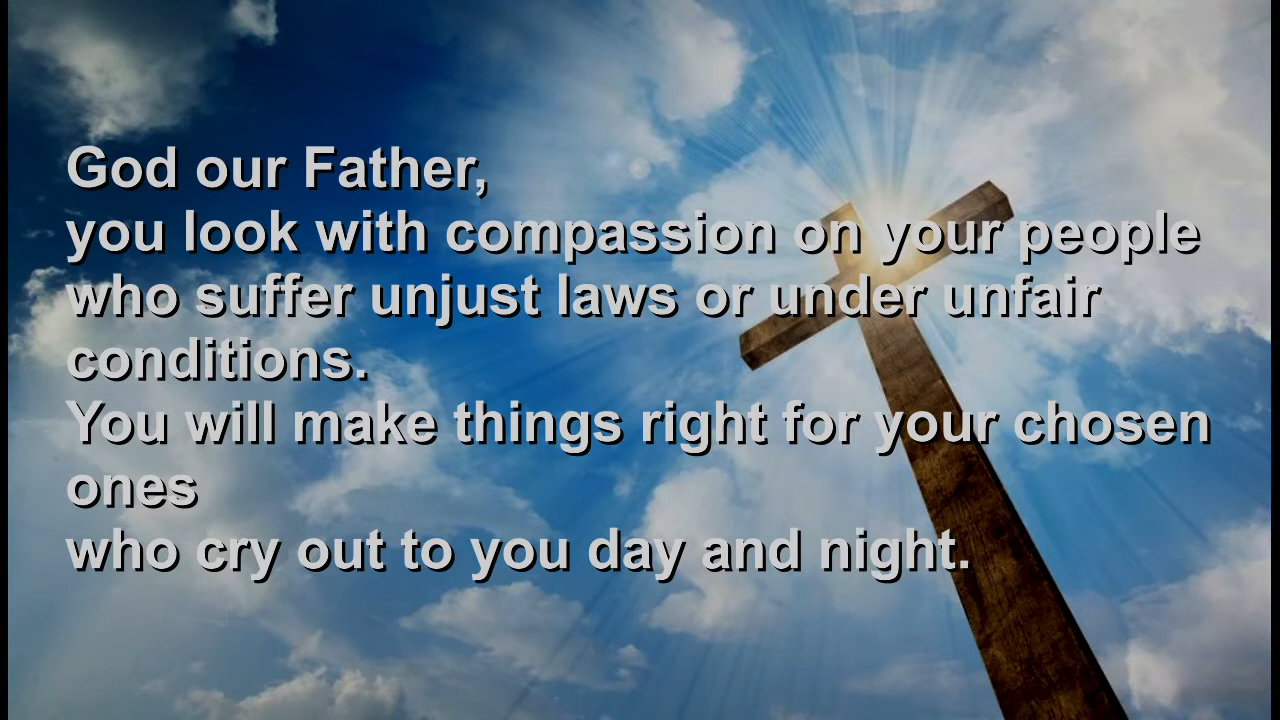 God our Father,
you look with compassion on your people
who suffer unjust laws or under unfair
conditions.
You will make things right for your chosen
ones
who cry out to you day and night.